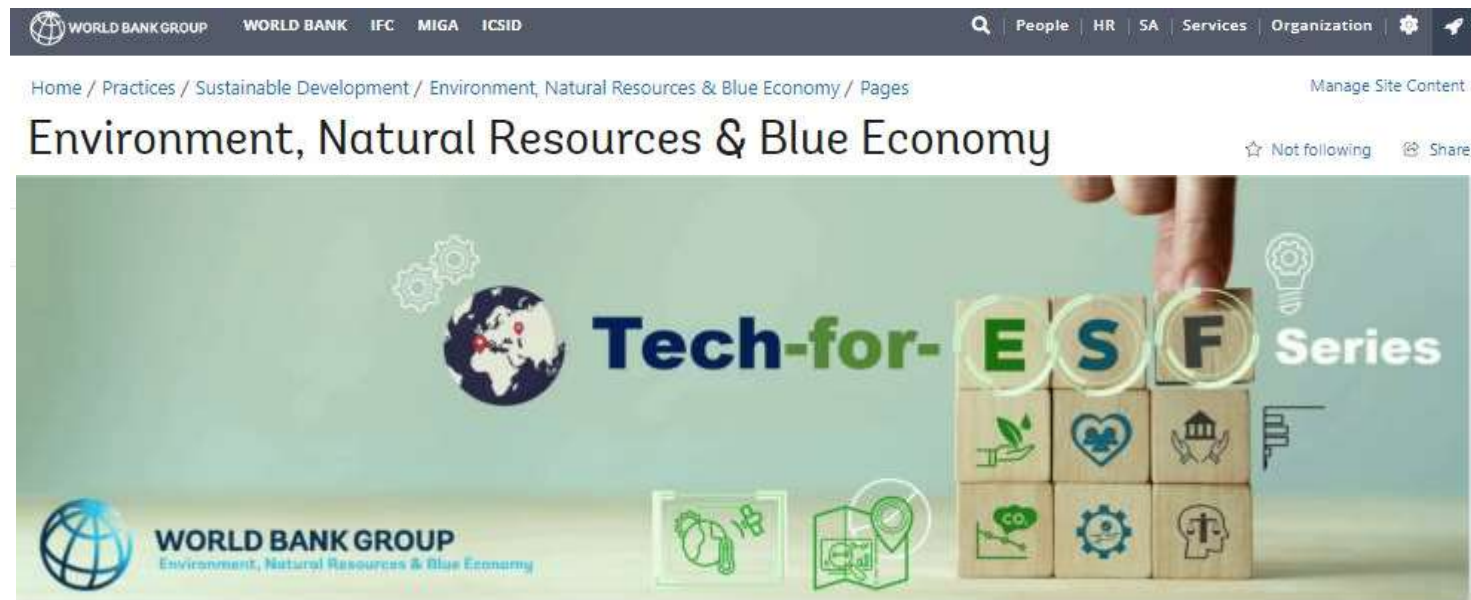 WORLD BANK GROUP WORLD BANK IFC MIGA ICSID People | HR | SA | Services | Organization
Home / Practices / Sustainable Development / Environment, Natural Resources & Blue Economy / Pages Manage Site Content
Environment, Natural Resources & Blue Economy
Not following Share
Tech-for-ESF Series
CO₂
WORLD BANK GROUP
Environment, Natural Resources & Blue Economy